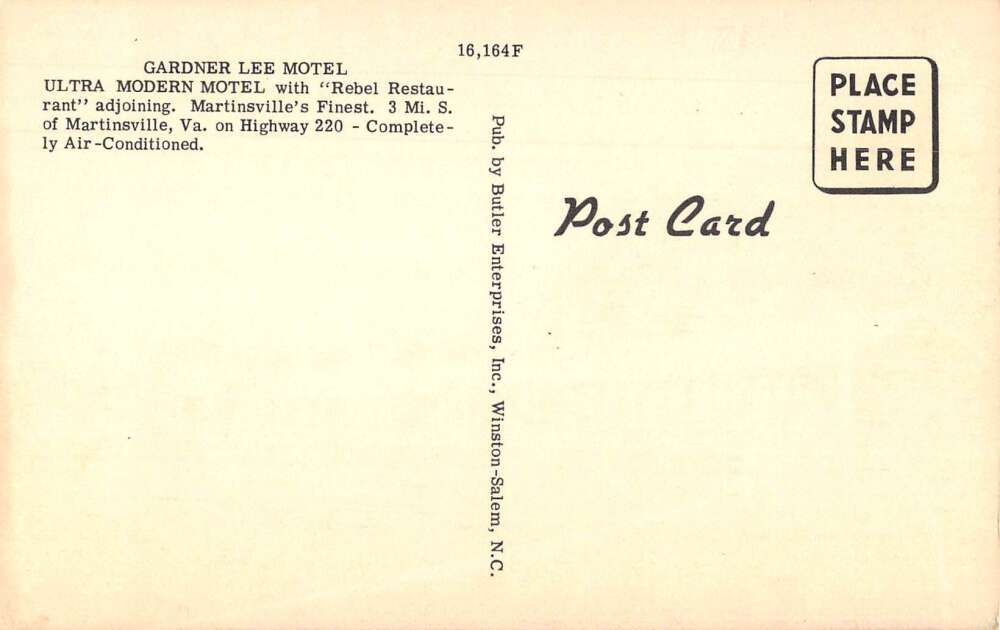 16,164F
GARDNER LEE MOTEL
ULTRA MODERN MOTEL with "Rebel Restau-
rant" adjoining. Martinsville's Finest. 3 Mi. S.
of Martinsville, Va. on Highway 220 - Complete-
ly Air-Conditioned.
Pub. by Butler Enterprises, Inc., Winston-Salem, N.C.
PLACE
STAMP
HERE
Post Card